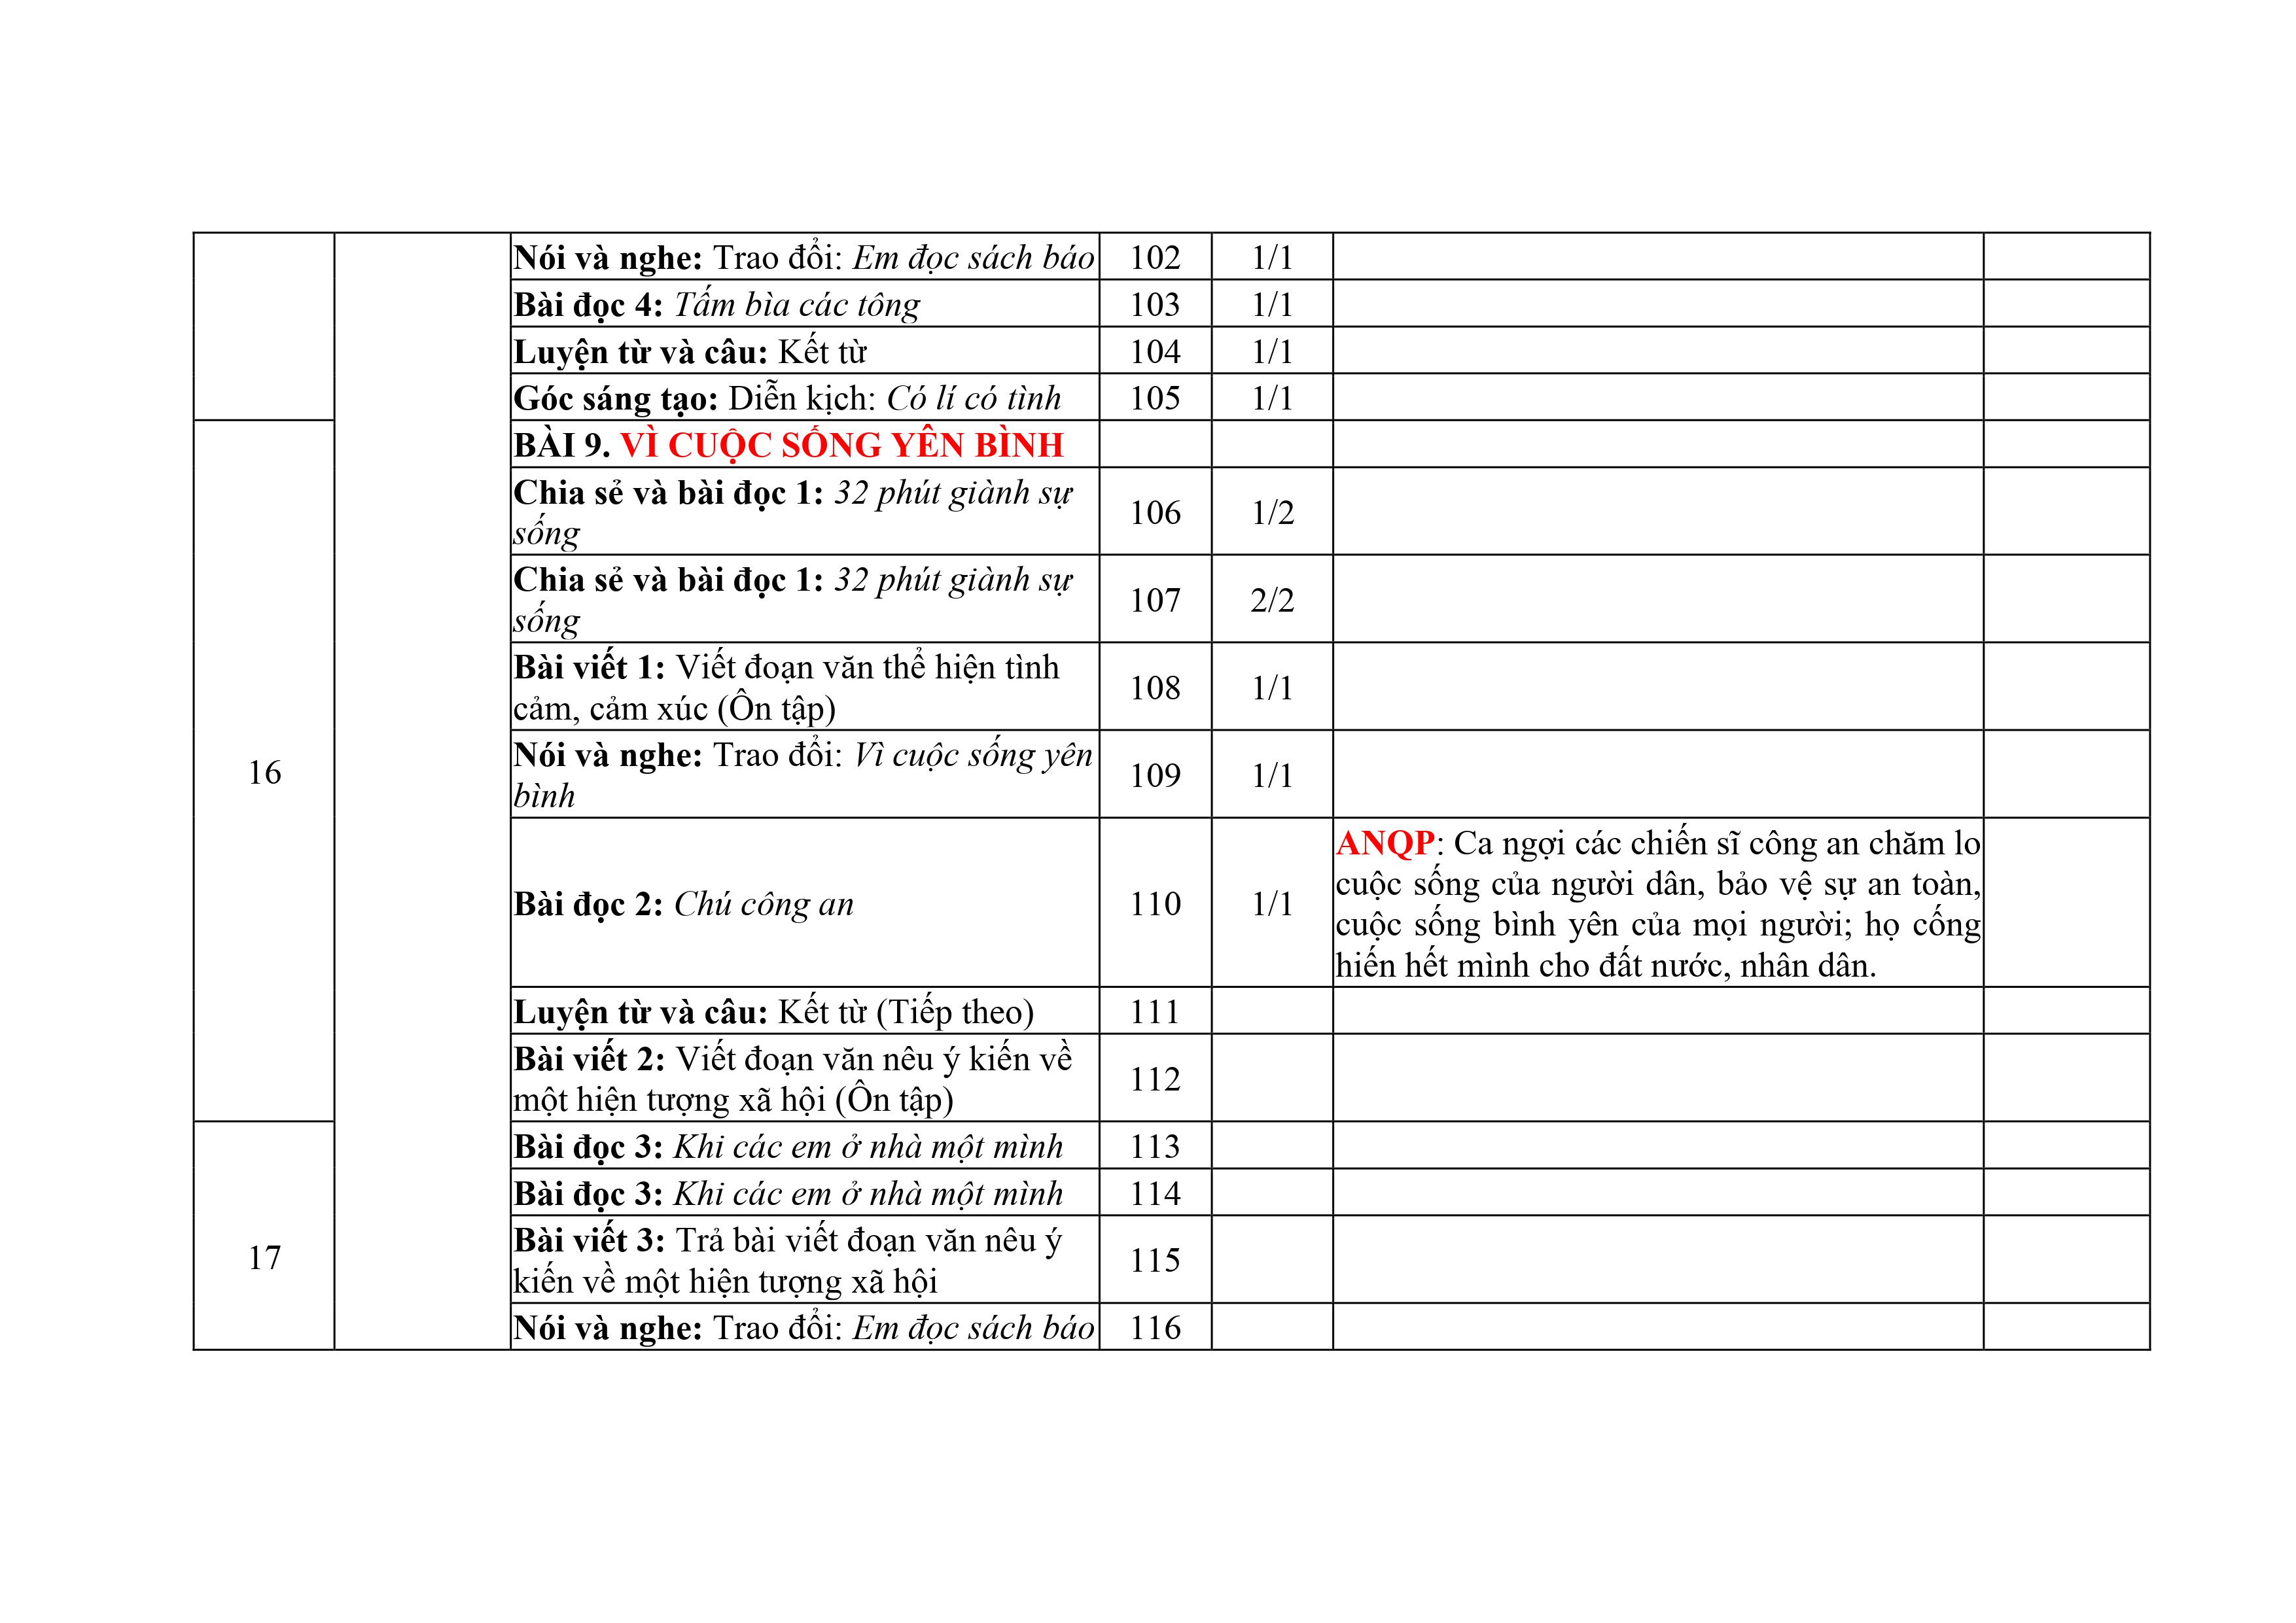 Nói và nghe: Trao đổi: Em đọc sách báo 102 1/1
Bài đọc 4: Tấm bìa các tông 103 1/1
Luyện từ và câu: Kết từ 104 1/1
Góc sáng tạo: Diễn kịch: Có lí có tình 105 1/1
BÀI 9. VÌ CUỘC SỐNG YÊN BÌNH
Chia sẻ và bài đọc 1: 32 phút giành sự
sống
106 1/2
Chia sẻ và bài đọc 1: 32 phút giành sự
sống
107 2/2
Bài viết 1: Viết đoạn văn thể hiện tình
cảm, cảm xúc (Ôn tập)
108 1/1
16
Nói và nghe: Trao đổi: Vì cuộc sống yên
bình
109 1/1
Bài đọc 2: Chú công an 110 1/1
ANQP: Ca ngợi các chiến sĩ công an chăm lo
cuộc sống của người dân, bảo vệ sự an toàn,
cuộc sống bình yên của mọi người; họ cống
hiến hết mình cho đất nước, nhân dân.
Luyện từ và câu: Kết từ (Tiếp theo) 111
Bài viết 2: Viết đoạn văn nêu ý kiến về
một hiện tượng xã hội (Ôn tập)
112
Bài đọc 3: Khi các em ở nhà một mình 113
Bài đọc 3: Khi các em ở nhà một mình 114
17
Bài viết 3: Trả bài viết đoạn văn nêu ý
kiến về một hiện tượng xã hội
115
Nói và nghe: Trao đổi: Em đọc sách báo 116